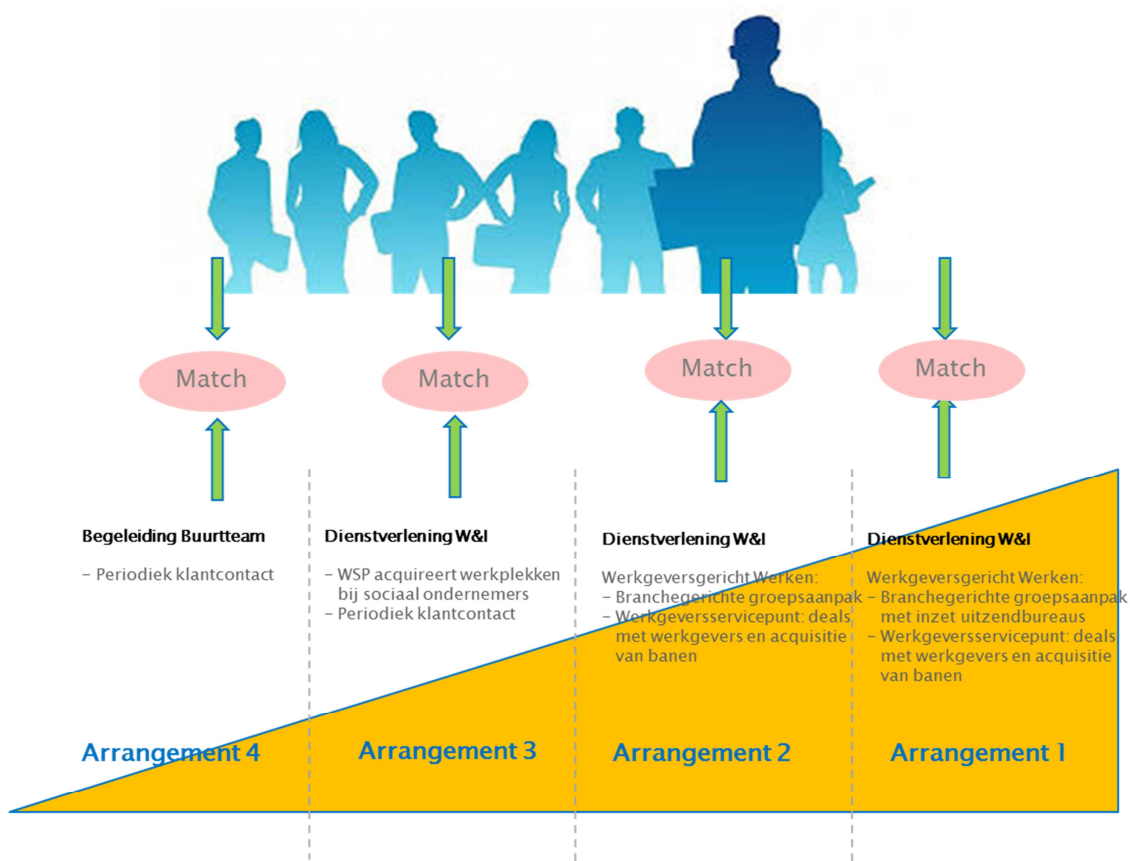 Match
Match
Match
Match
Begeleiding Buurtteam
– Periodiek klantcontact
Dienstverlening W&I
– WSP acquireert werkplekken
bij sociaal ondernemers
– Periodiek klantcontact
Dienstverlening W&I
Werkgeversgericht Werken:
– Branchegerichte groepsaanpak
– Werkgeversservicepunt: deals
met werkgevers en acquisitie
van banen
Dienstverlening W&I
Werkgeversgericht Werken:
– Branchegerichte groepsaanpak
met inzet uitzendbureaus
– Werkgeversservicepunt: deals
met werkgevers en acquisitie
van banen
Arrangement 4
Arrangement 3
Arrangement 2
Arrangement 1